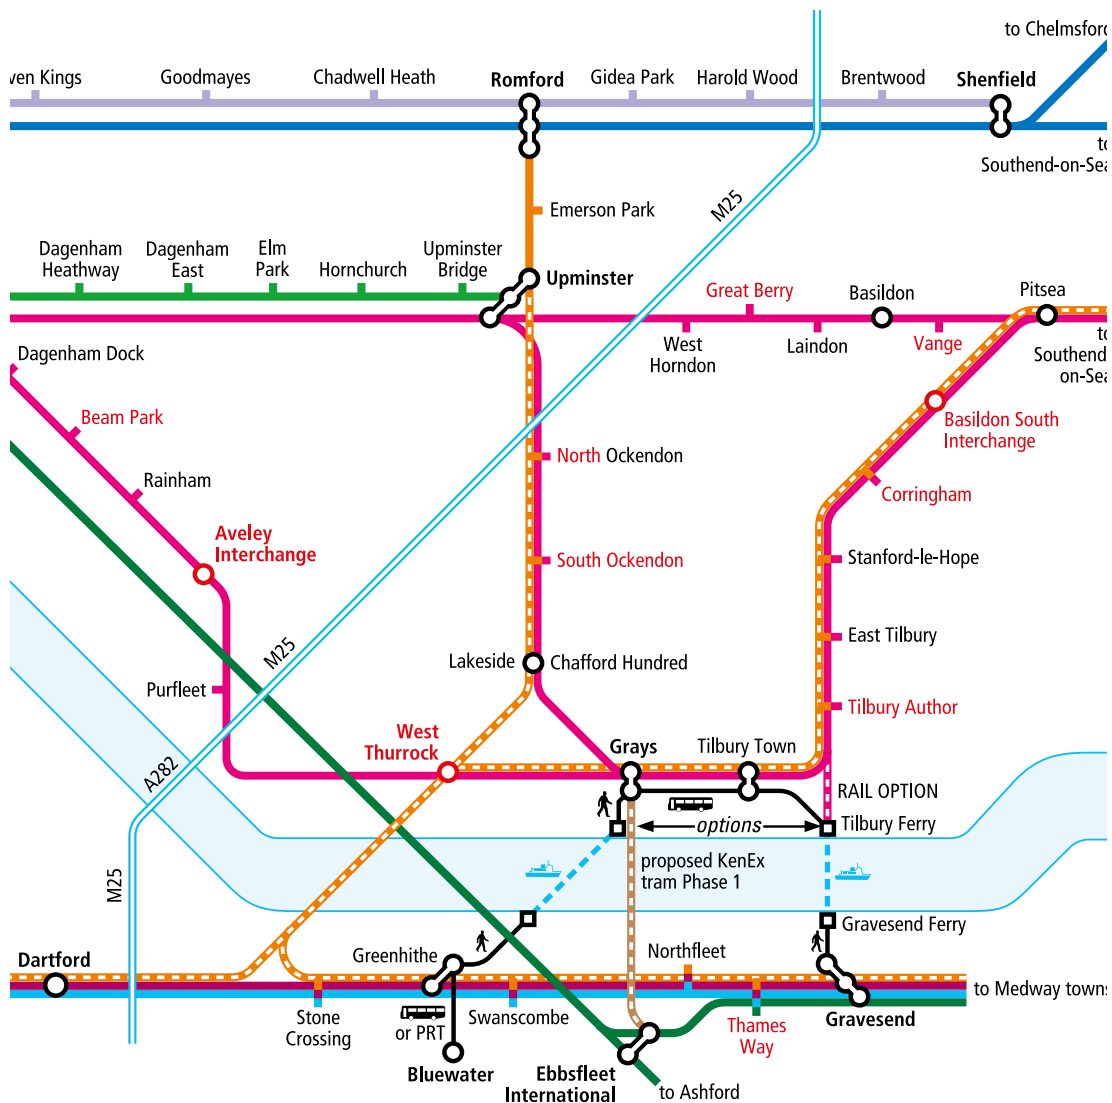 to Chelmsford
ven Kings
Goodmayes
Chadwell Heath
Romford
Gidea Park
Harold Wood
Brentwood
Shenfield
to
Southend-on-Sea
M25
Emerson Park
Dagenham
Heathway
Dagenham
East
Elm
Park
Hornchurch
Upminster
Bridge
Upminster
Great Berry
Basildon
Pitsea
West
Horndon
Laindon
Vange
to
Southend-
on-Sea
Dagenham Dock
Beam Park
Rainham
Aveley
Interchange
North Ockendon
South Ockendon
Basildon South
Interchange
Corringham
Stanford-le-Hope
East Tilbury
Tilbury Author
M25
Lakeside
Chafford Hundred
Purfleet
West
Thurrock
Grays
Tilbury Town
A282
RAIL OPTION
options
Tilbury Ferry
proposed KenEx
tram Phase 1
M25
Gravesend Ferry
Dartford
Greenhithe
Northfleet
to Medway towns
Stone
Crossing
or PRT
Swanscombe
Thames
Way
Gravesend
Bluewater
Ebbsfleet
International
to Ashford